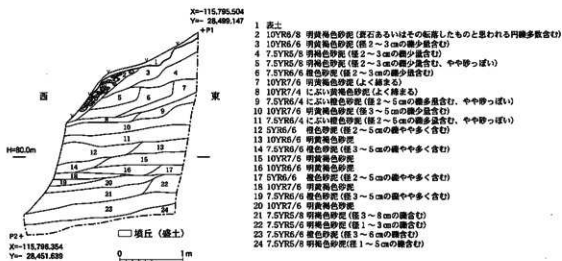 X=-115,795.504
Y=- 28,499.147
P1
西
東
H=80.0m
P2
X=-115,796.354
Y=- 28,451.639
墳丘（盛土）
0 1m
1 表土
2 10YR6/8 明黄褐色砂泥(葺石あるいはその転落したものと思われる円礫多数含む)
3 10YR7/6 明黄褐色砂泥(径2～3cmの礫少量含む)
4 7.5YR5/8 明褐色砂泥(径2～3cmの礫少量含む)
5 7.5YR5/8 明褐色砂泥(径2～3cmの礫少量含む、やや砂っぽい)
6 7.5YR6/6 橙色砂泥(径2～3cmの礫少量含む)
7 10YR7/6 明黄褐色砂泥(よく締まる)
8 10YR7/4 にぶい黄橙色砂泥(よく締まる)
9 7.5YR6/4 にぶい橙色砂泥(径2～5cmの礫多量含む、やや砂っぽい)
10 10YR7/6 明黄褐色砂泥(径2～3cmの礫少量含む)
11 7.5YR6/4 にぶい橙色砂泥(径2～5cmの礫多量含む、やや砂っぽい)
12 5YR6/6 橙色砂泥(径2～5cmの礫やや多く含む)
13 10YR6/6 明黄褐色砂泥
14 7.5YR6/6 橙色砂泥(径3～5cmの礫やや多く含む)
15 10YR7/6 明黄褐色砂泥
16 10YR7/6 明黄褐色砂泥
17 5YR6/6 橙色砂泥(径2～5cmの礫やや多く含む)
18 10YR7/6 明黄褐色砂泥
19 7.5YR6/6 橙色砂泥(径3～5cmの礫やや多く含む)
20 10YR7/6 明黄褐色砂泥
21 7.5YR5/8 明褐色砂泥(径3～8cmの礫含む)
22 7.5YR5/6 明褐色砂泥(径1～3cmの礫含む)
23 7.5YR7/6 橙色砂泥(径3～6cmの礫含む)
24 7.5YR5/8 明褐色砂泥(径1～5cmの礫含む)